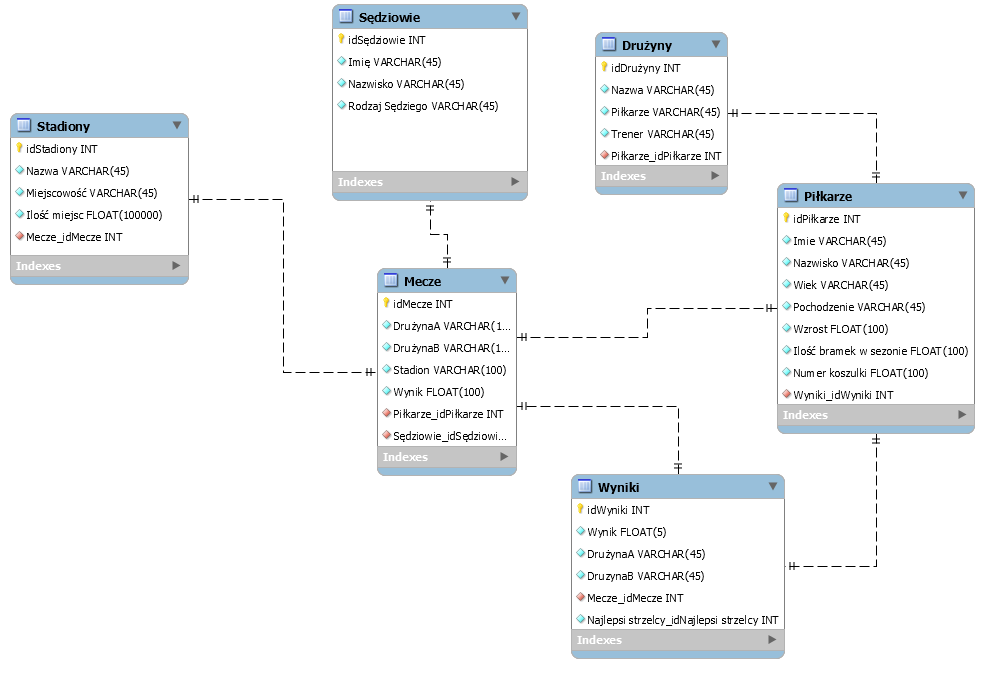 Sędziowie
idSędziowie INT
Imię VARCHAR(45)
Nazwisko VARCHAR(45)
Rodzaj Sędziego VARCHAR(45)
Indexes
Drużyny
idDrużyny INT
Nazwa VARCHAR(45)
Piłkarze VARCHAR(45)
Trener VARCHAR(45)
Piłkarze_idPiłkarze INT
Indexes
Stadiony
idStadiony INT
Nazwa VARCHAR(45)
Miejscowość VARCHAR(45)
Ilość miejsc FLOAT(100000)
Mecze_idMecze INT
Indexes
Piłkarze
idPiłkarze INT
Imie VARCHAR(45)
Nazwisko VARCHAR(45)
Wiek VARCHAR(45)
Pochodzenie VARCHAR(45)
Wzrost FLOAT(100)
Ilość bramek w sezonie FLOAT(100)
Numer koszulki FLOAT(100)
Wyniki_idWyniki INT
Indexes
Mecze
idMecze INT
DrużynaA VARCHAR(1...
DrużynaB VARCHAR(1...
Stadion VARCHAR(100)
Wynik FLOAT(100)
Piłkarze_idPiłkarze INT
Sędziowie_idSędziowi...
Indexes
Wyniki
idWyniki INT
Wynik FLOAT(5)
DrużynaA VARCHAR(45)
DruzynaB VARCHAR(45)
Mecze_idMecze INT
Najlepsi strzelcy_idNajlepsi strzelcy INT
Indexes